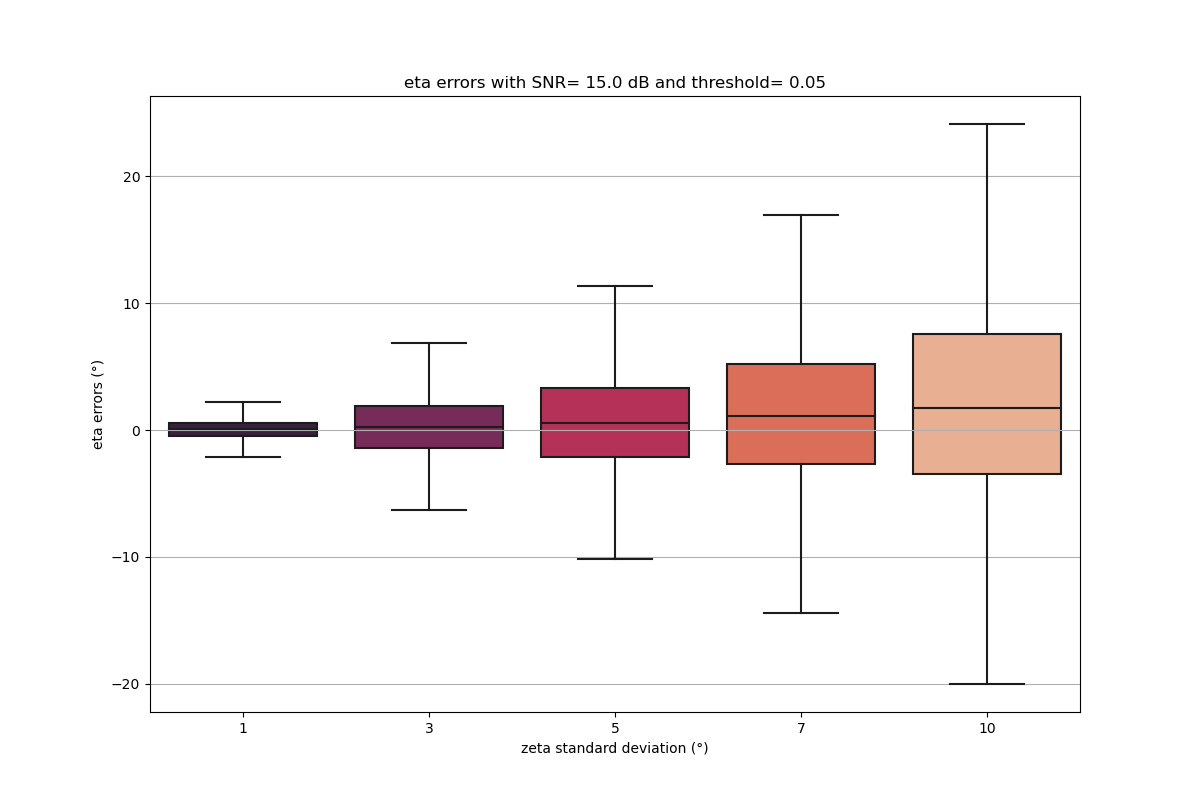 eta errors with SNR= 15.0 dB and threshold= 0.05
eta errors (°)
20
10
0
−10
−20
1 3 5 7 10
zeta standard deviation (°)